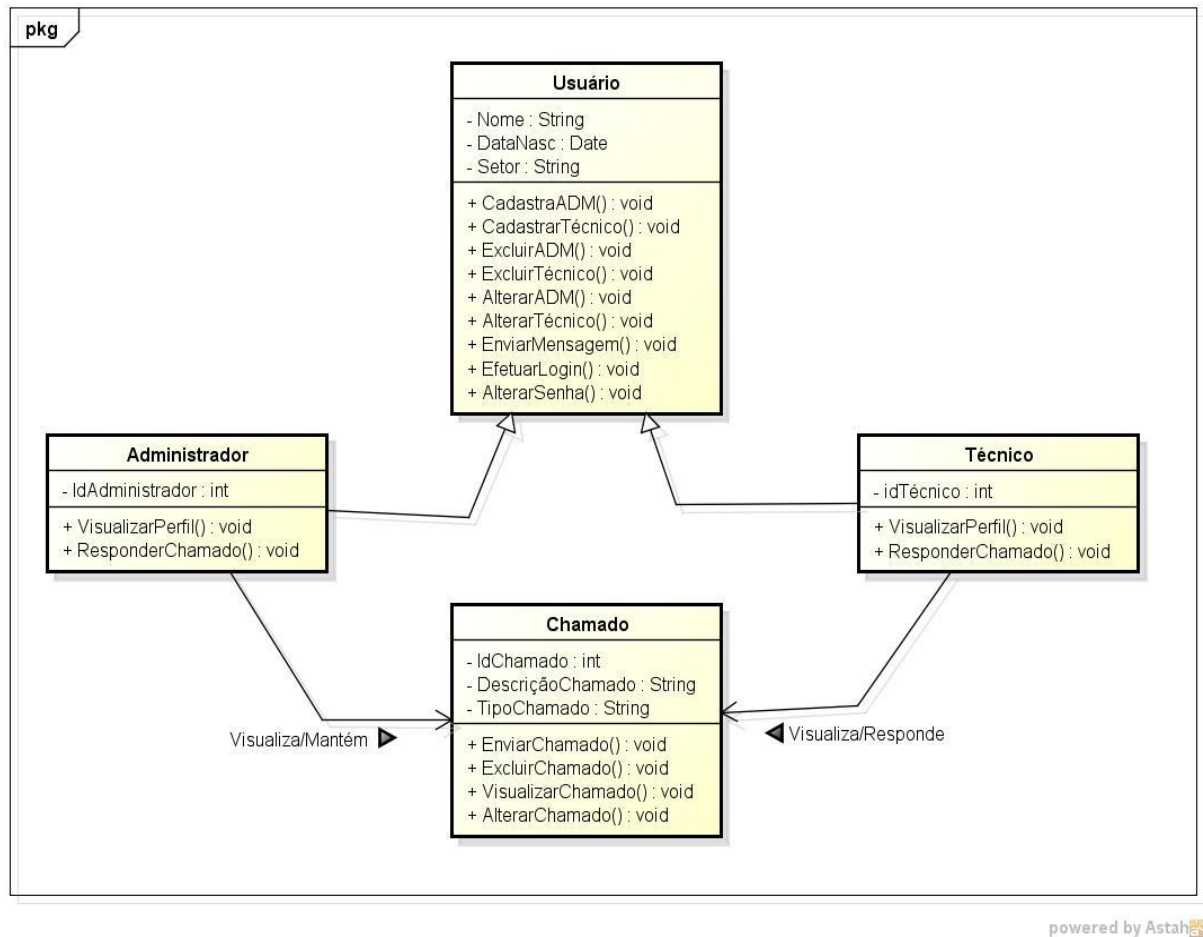 pkg
Usuário
- Nome : String
- DataNasc : Date
- Setor : String
+ CadastraADM() : void
+ CadastrarTécnico() : void
+ ExcluirADM() : void
+ ExcluirTécnico() : void
+ AlterarADM() : void
+ AlterarTécnico() : void
+ EnviarMensagem() : void
+ EfetuarLogin() : void
+ AlterarSenha() : void
Administrador
- IdAdministrador : int
+ VisualizarPerfil() : void
+ ResponderChamado() : void
Técnico
- idTécnico : int
+ VisualizarPerfil() : void
+ ResponderChamado() : void
Chamado
- IdChamado : int
- DescriçãoChamado : String
- TipoChamado : String
+ EnviarChamado() : void
+ ExcluirChamado() : void
+ VisualizarChamado() : void
+ AlterarChamado() : void
Visualiza/Mantém
Visualiza/Responde
powered by Astah